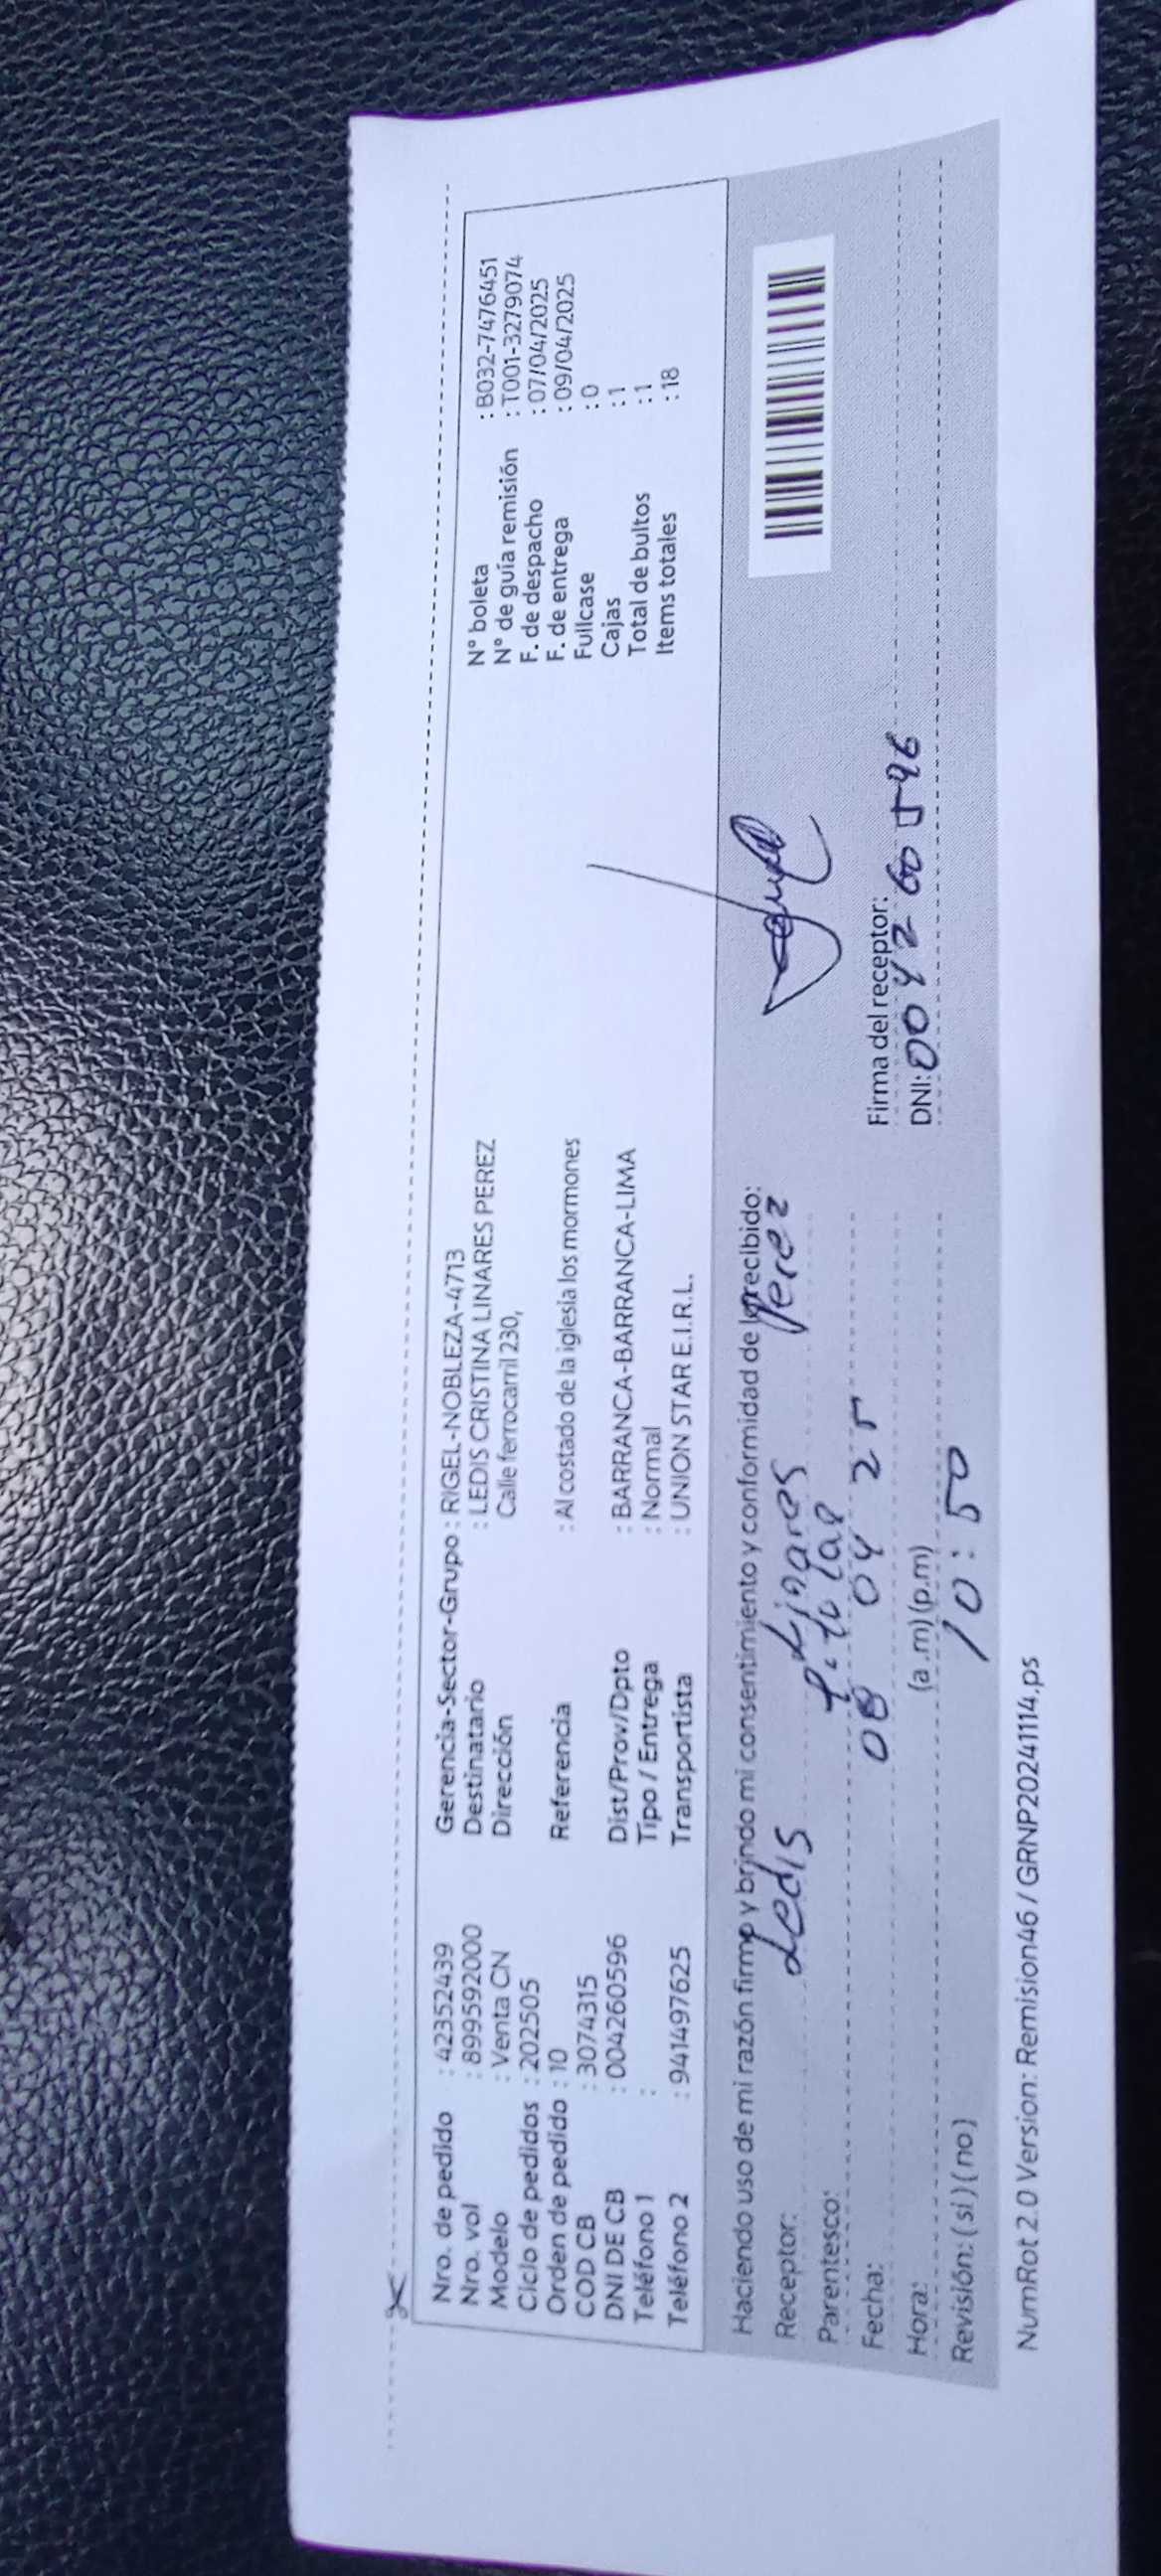 Nro. de pedido : 42352439
Nro. vol : 899592000
Modelo : Venta CN
Ciclo de pedidos : 202505
Orden de pedido : 10
COD CB : 3074315
DNI DE CB : 004260596
Teléfono 1 :
Teléfono 2 : 941497625
Gerencia-Sector-Grupo : RIGEL-NOBLEZA-4713
Destinatario : LEDIS CRISTINA LINARES PEREZ
Dirección Calle ferrocarril 230,
Referencia : Al costado de la iglesia los mormones
Dist/Prov/Dpto : BARRANCA-BARRANCA-LIMA
Tipo / Entrega : Normal
Transportista : UNION STAR E.I.R.L.
N° boleta : B032-7476451
N° de guía remisión : T001-3279074
F. de despacho : 07/04/2025
F. de entrega : 09/04/2025
Fullcase : 0
Cajas : 1
Total de bultos : 1
Items totales : 18
Haciendo uso de mi razón firmo y brindo mi consentimiento y conformidad de lo recibido:
Receptor: Ledis Linares Perez
Parentesco: titular
Fecha: 08 04 25
Hora: (a.m) (p.m) 10:50
Revisión: ( si ) ( no )
Firma del receptor:
DNI: 004260596
NumRot 2.0 Version: Remision46 / GRNP20241114.ps